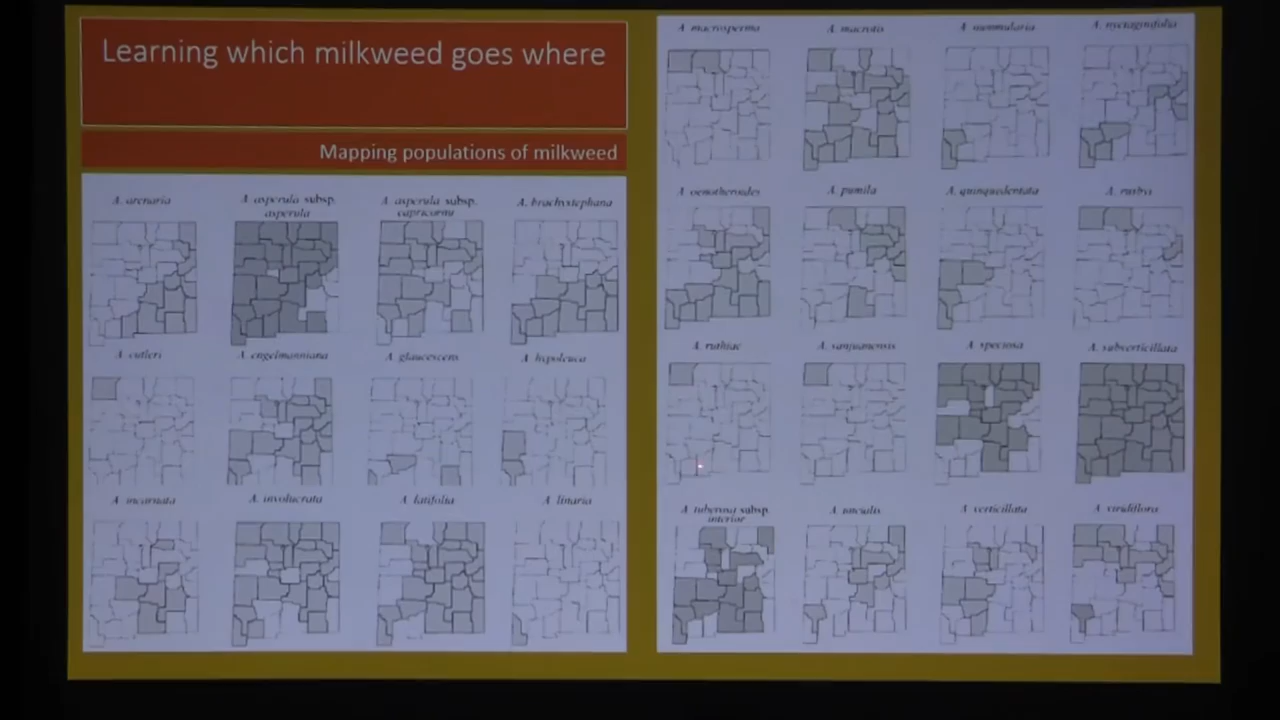 Learning which milkweed goes where
Mapping populations of milkweed
A. arenaria
A. asperula subsp.
asperula
A. asperula subsp.
capricornu
A. brachystephana
A. cutleri
A. engelmanniana
A. glaucescens
A. hypoleuca
A. incarnata
A. involucrata
A. latifolia
A. linaria
A. macrosperma
A. macrotis
A. nummularia
A. nyctaginifolia
A. oenotheroides
A. pumila
A. quinquedentata
A. rusbyi
A. ruthiae
A. sanjuanensis
A. speciosa
A. subverticillata
A. tuberosa subsp.
interior
A. uncialis
A. verticillata
A. viridiflora